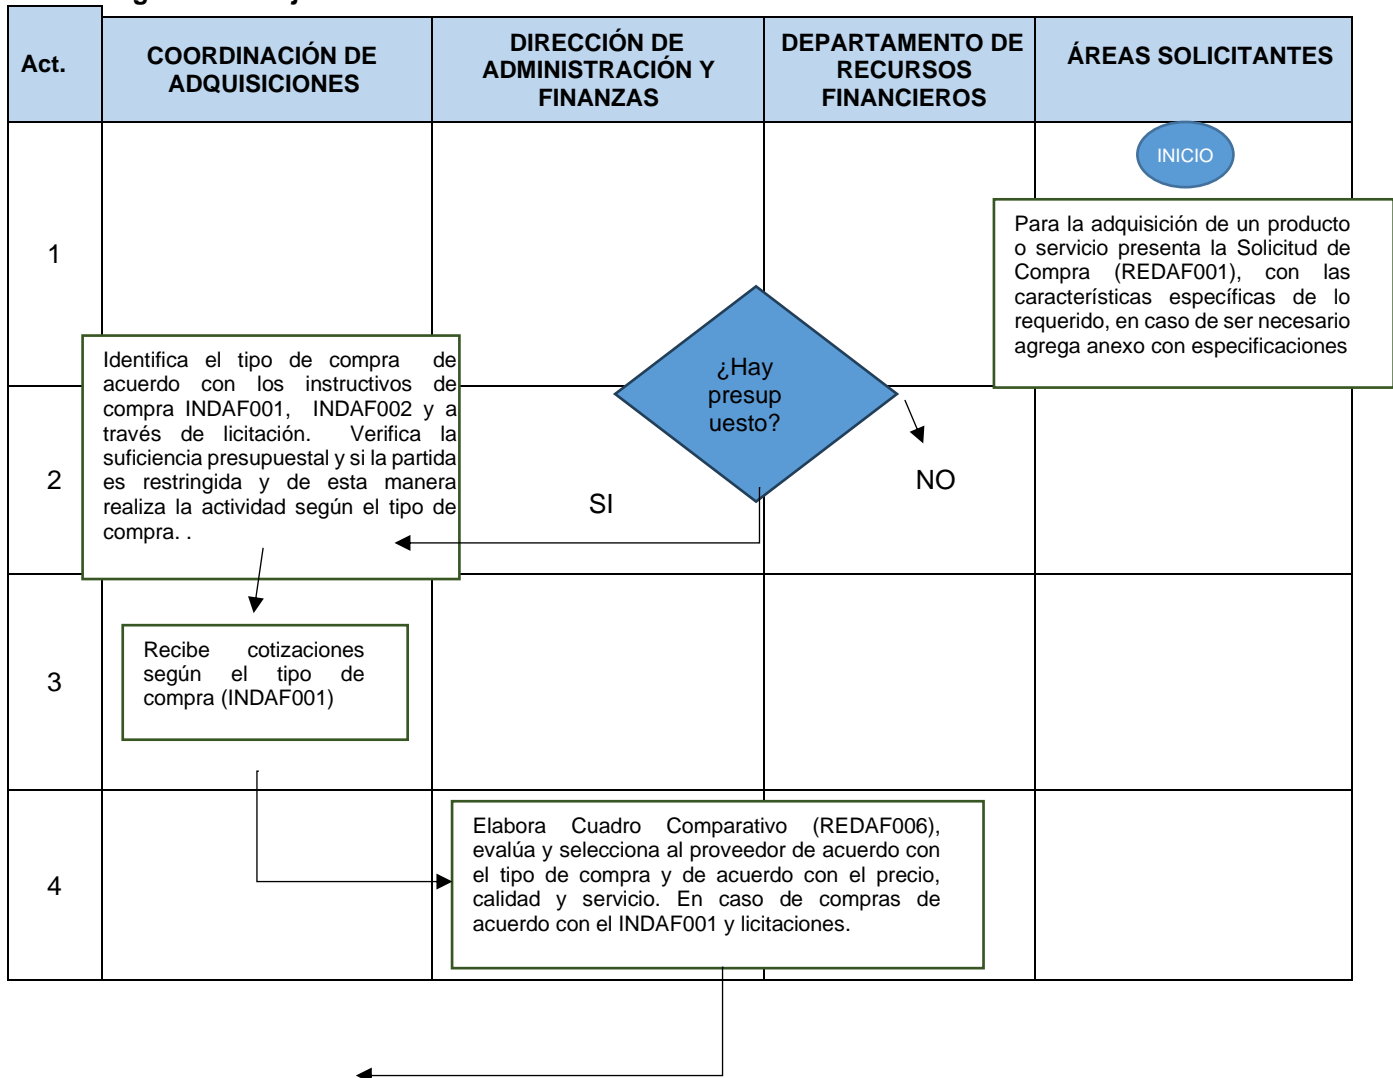 Act.
COORDINACIÓN DE
ADQUISICIONES
DIRECCIÓN DE
ADMINISTRACIÓN Y
FINANZAS
DEPARTAMENTO DE
RECURSOS
FINANCIEROS
ÁREAS SOLICITANTES
INICIO
1
Para la adquisición de un producto
o servicio presenta la Solicitud de
Compra (REDAF001), con las
características específicas de lo
requerido, en caso de ser necesario
agrega anexo con especificaciones
¿Hay
presup
uesto?
2
Identifica el tipo de compra de
acuerdo con los instructivos de
compra INDAF001, INDAF002 y a
través de licitación. Verifica la
suficiencia presupuestal y si la partida
es restringida y de esta manera
realiza la actividad según el tipo de
compra. .
SI
NO
3
Recibe cotizaciones
según el tipo de
compra (INDAF001)
4
Elabora Cuadro Comparativo (REDAF006),
evalúa y selecciona al proveedor de acuerdo con
el tipo de compra y de acuerdo con el precio,
calidad y servicio. En caso de compras de
acuerdo con el INDAF001 y licitaciones.